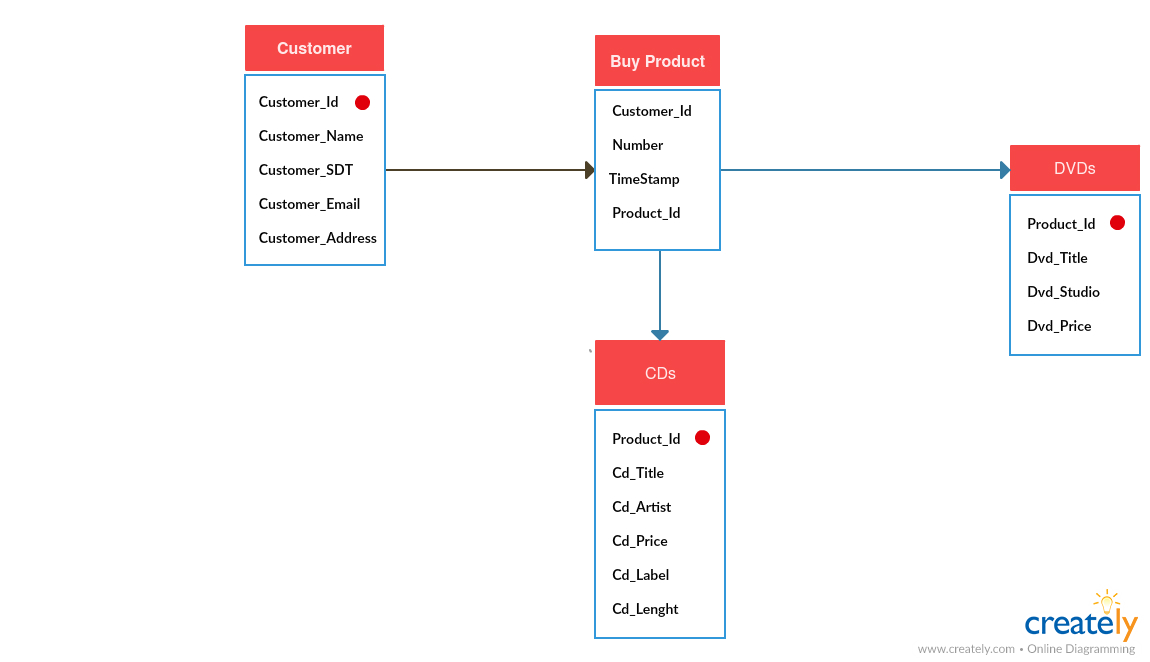 Customer
Customer_Id
Customer_Name
Customer_SDT
Customer_Email
Customer_Address
Buy Product
Customer_Id
Number
TimeStamp
Product_Id
DVDs
Product_Id
Dvd_Title
Dvd_Studio
Dvd_Price
CDs
Product_Id
Cd_Title
Cd_Artist
Cd_Price
Cd_Label
Cd_Lenght
creately
www.creately.com • Online Diagramming